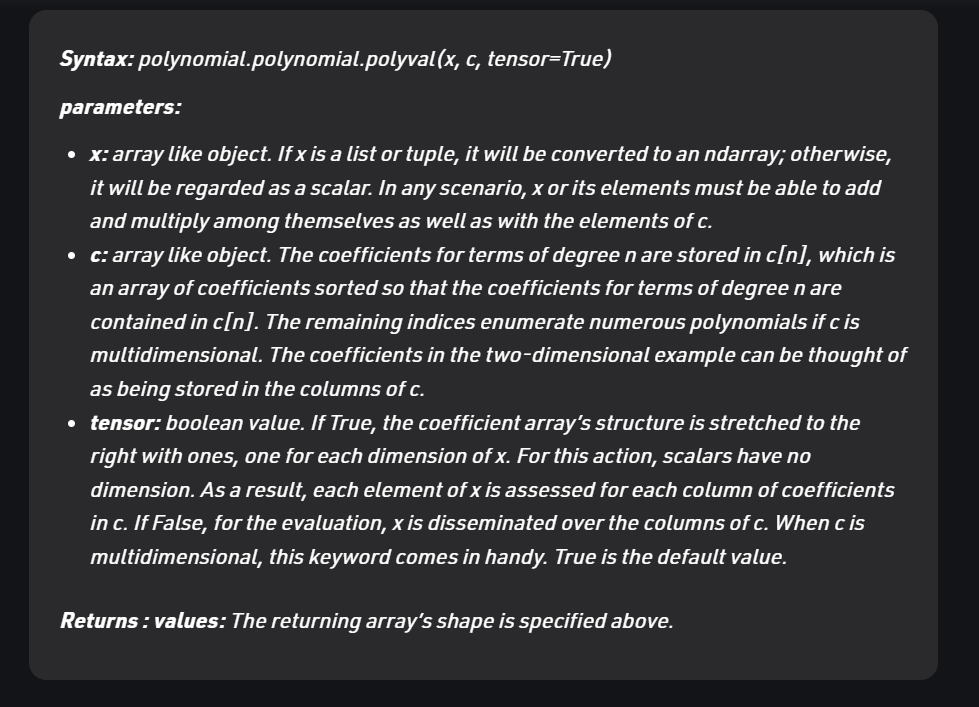 Syntax: polynomial.polynomial.polyval(x, c, tensor=True)
parameters:
• x: array like object. If x is a list or tuple, it will be converted to an ndarray; otherwise,
it will be regarded as a scalar. In any scenario, x or its elements must be able to add
and multiply among themselves as well as with the elements of c.
• c: array like object. The coefficients for terms of degree n are stored in c[n], which is
an array of coefficients sorted so that the coefficients for terms of degree n are
contained in c[n]. The remaining indices enumerate numerous polynomials if c is
multidimensional. The coefficients in the two-dimensional example can be thought of
as being stored in the columns of c.
• tensor: boolean value. If True, the coefficient array’s structure is stretched to the
right with ones, one for each dimension of x. For this action, scalars have no
dimension. As a result, each element of x is assessed for each column of coefficients
in c. If False, for the evaluation, x is disseminated over the columns of c. When c is
multidimensional, this keyword comes in handy. True is the default value.
Returns : values: The returning array’s shape is specified above.